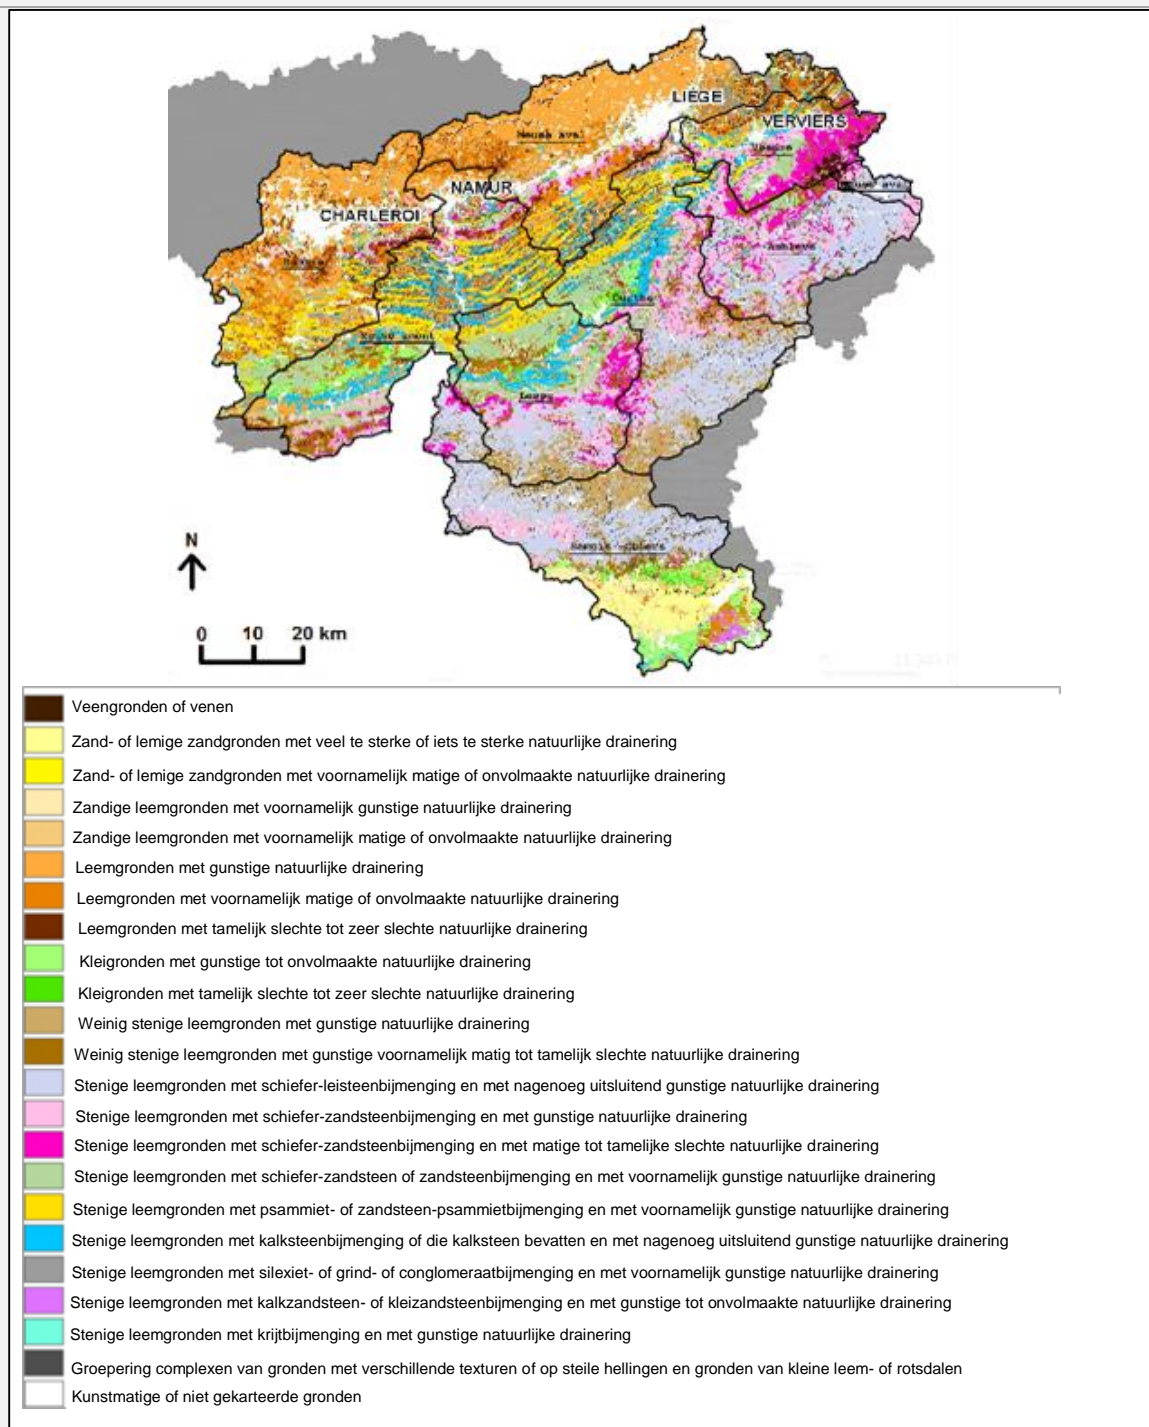 LIÈGE
VERVIERS
Meuse aval
Vesdre
NAMUR
CHARLEROI
Amblève
Sambre
Ourthe
Meuse amont
Lesse
N
0 10 20 km
Veengronden of venen
Zand- of lemige zandgronden met veel te sterke of iets te sterke natuurlijke drainering
Zand- of lemige zandgronden met voornamelijk matige of onvolmaakte natuurlijke drainering
Zandige leemgronden met voornamelijk gunstige natuurlijke drainering
Zandige leemgronden met voornamelijk matige of onvolmaakte natuurlijke drainering
Leemgronden met gunstige natuurlijke drainering
Leemgronden met voornamelijk matige of onvolmaakte natuurlijke drainering
Leemgronden met tamelijk slechte tot zeer slechte natuurlijke drainering
Kleigronden met gunstige tot onvolmaakte natuurlijke drainering
Kleigronden met tamelijk slechte tot zeer slechte natuurlijke drainering
Weinig stenige leemgronden met gunstige natuurlijke drainering
Weinig stenige leemgronden met gunstige voornamelijk matig tot tamelijk slechte natuurlijke drainering
Stenige leemgronden met schiefer-leisteenbijmenging en met nagenoeg uitsluitend gunstige natuurlijke drainering
Stenige leemgronden met schiefer-zandsteenbijmenging en met gunstige natuurlijke drainering
Stenige leemgronden met schiefer-zandsteenbijmenging en met matige tot tamelijke slechte natuurlijke drainering
Stenige leemgronden met schiefer-zandsteen of zandsteenbijmenging en met voornamelijk gunstige natuurlijke drainering
Stenige leemgronden met psammiet- of zandsteen-psammietbijmenging en met voornamelijk gunstige natuurlijke drainering
Stenige leemgronden met kalksteenbijmenging of die kalksteen bevatten en met nagenoeg uitsluitend gunstige natuurlijke drainering
Stenige leemgronden met silexiet- of grind- of conglomeraatbijmenging en met voornamelijk gunstige natuurlijke drainering
Stenige leemgronden met kalkzandsteen- of kleizandsteenbijmenging en met gunstige tot onvolmaakte natuurlijke drainering
Stenige leemgronden met krijtbijmenging en met gunstige natuurlijke drainering
Groepering complexen van gronden met verschillende texturen of op steile hellingen en gronden van kleine leem- of rotsdalen
Kunstmatige of niet gekarteerde gronden